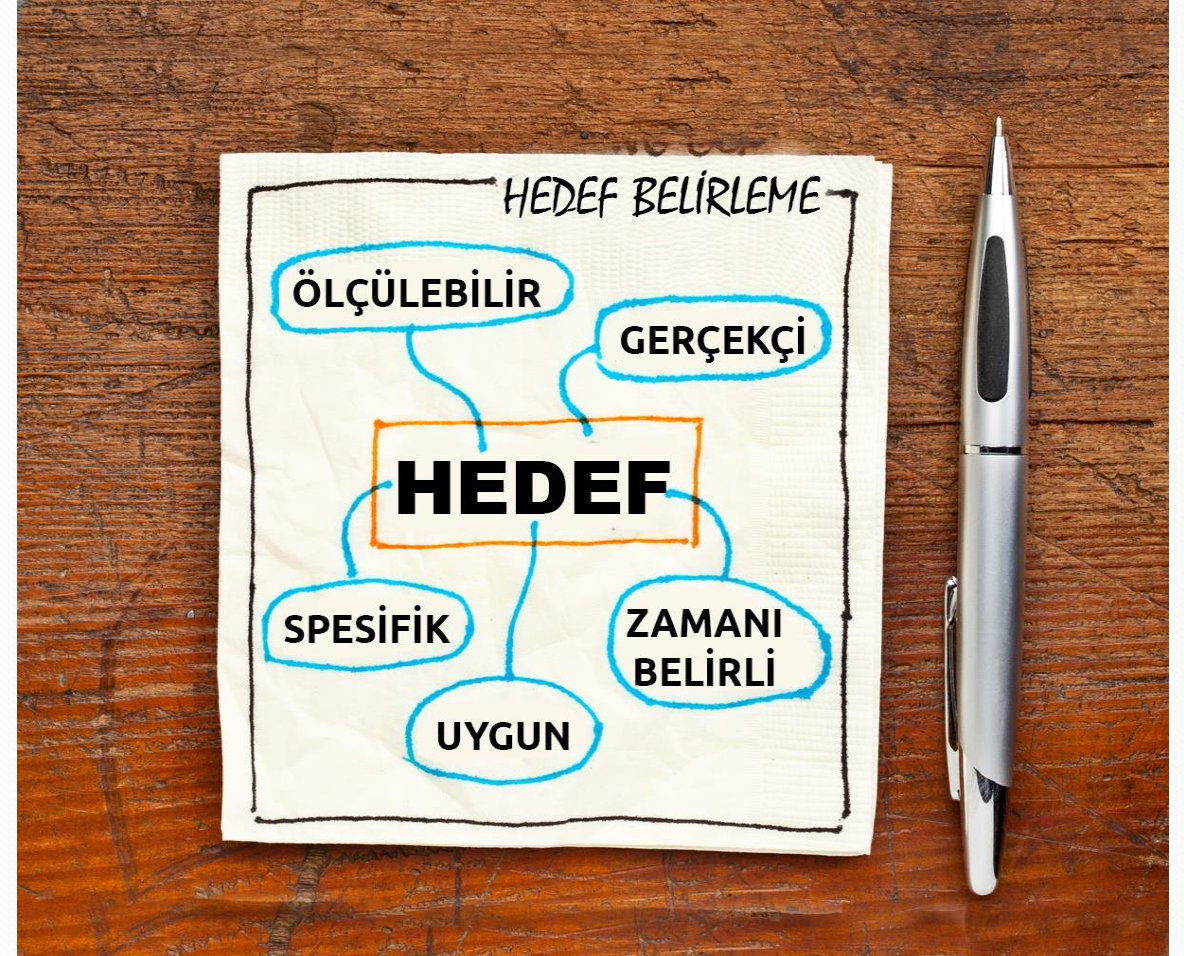 HEDEF BELİRLEME
ÖLÇÜLEBİLİR
GERÇEKÇİ
HEDEF
SPESİFİK
ZAMANI
BELİRLİ
UYGUN